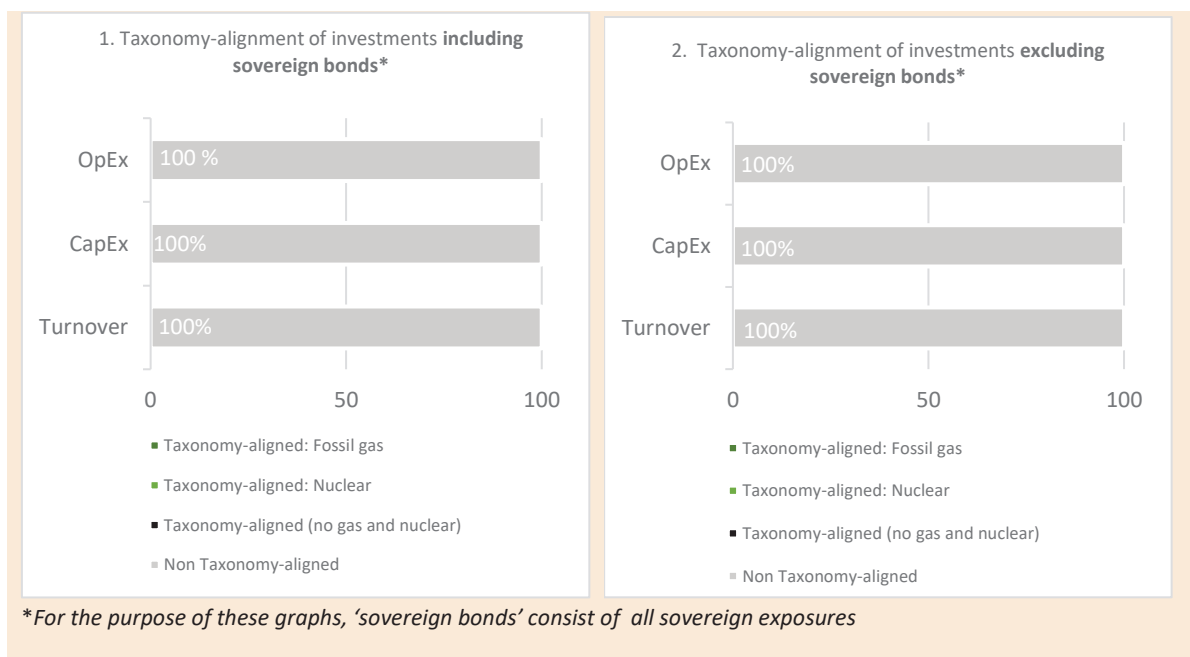 1. Taxonomy-alignment of investments including
sovereign bonds*
OpEx
100 %
CapEx
100%
Turnover
100%
0 50 100
Taxonomy-aligned: Fossil gas
Taxonomy-aligned: Nuclear
Taxonomy-aligned (no gas and nuclear)
Non Taxonomy-aligned
2. Taxonomy-alignment of investments excluding
sovereign bonds*
OpEx
100%
CapEx
100%
Turnover
100%
0 50 100
Taxonomy-aligned: Fossil gas
Taxonomy-aligned: Nuclear
Taxonomy-aligned (no gas and nuclear)
Non Taxonomy-aligned
*For the purpose of these graphs, ‘sovereign bonds’ consist of all sovereign exposures